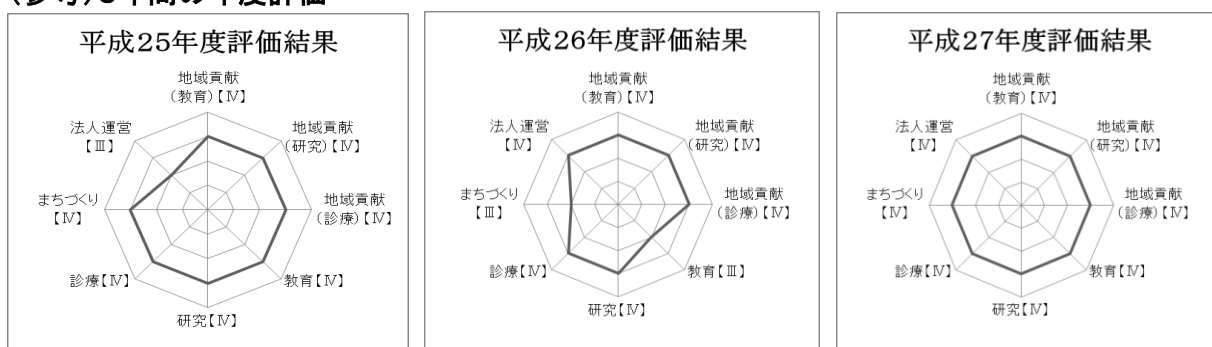 (参考)3年間の年度評価
平成25年度評価結果
地域貢献
(教育)【Ⅳ】
地域貢献
(研究)【Ⅳ】
地域貢献
(診療)【Ⅳ】
教育【Ⅳ】
研究【Ⅳ】
診療【Ⅳ】
まちづくり
【Ⅳ】
法人運営
【Ⅲ】
平成26年度評価結果
地域貢献
(教育)【Ⅳ】
地域貢献
(研究)【Ⅳ】
地域貢献
(診療)【Ⅳ】
教育【Ⅲ】
研究【Ⅳ】
診療【Ⅳ】
まちづくり
【Ⅲ】
法人運営
【Ⅳ】
平成27年度評価結果
地域貢献
(教育)【Ⅳ】
地域貢献
(研究)【Ⅳ】
地域貢献
(診療)【Ⅳ】
教育【Ⅳ】
研究【Ⅳ】
診療【Ⅳ】
まちづくり
【Ⅳ】
法人運営
【Ⅳ】